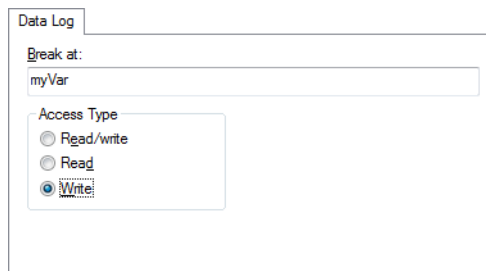 Data Log
Break at:
myVar
Access Type
Read/write
Read
Write